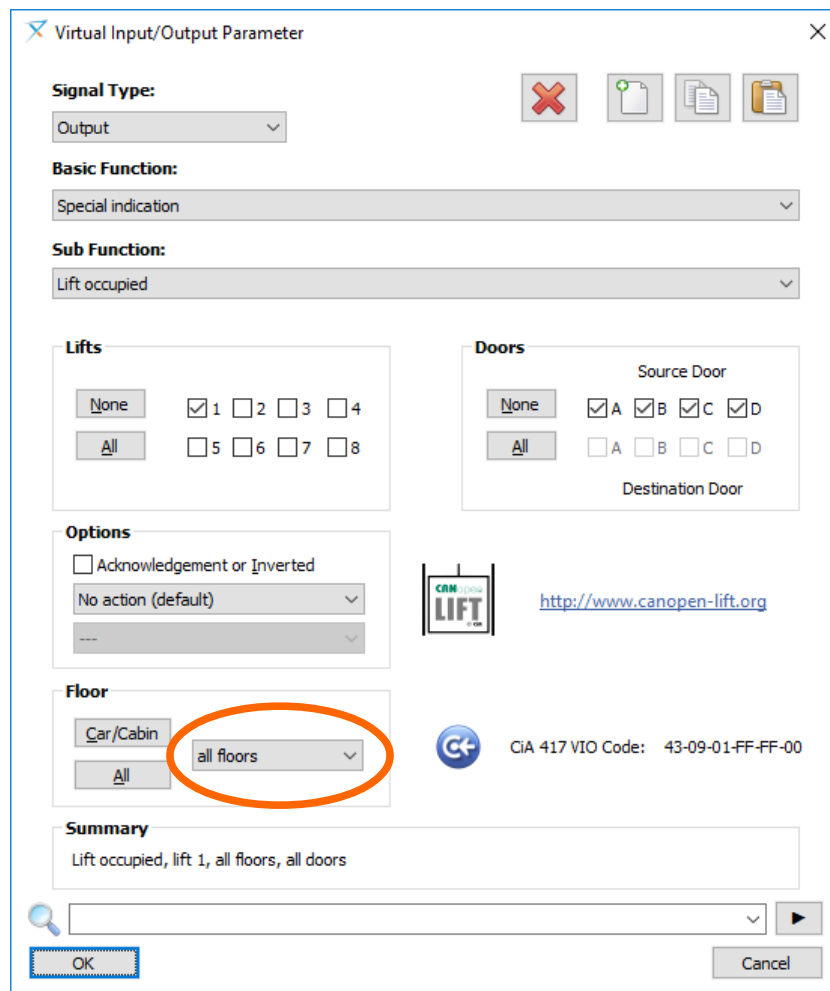 Virtual Input/Output Parameter
Signal Type:
Output
Basic Function:
Special indication
Sub Function:
Lift occupied
Lifts
None
1 2 3 4
All
5 6 7 8
Doors
Source Door
None
A B C D
All
A B C D
Destination Door
Options
Acknowledgement or Inverted
No action (default)
---
CANopen
LIFT
http://www.canopen-lift.org
Floor
Car/Cabin
all floors
All
CiA 417 VIO Code: 43-09-01-FF-FF-00
Summary
Lift occupied, lift 1, all floors, all doors
OK
Cancel